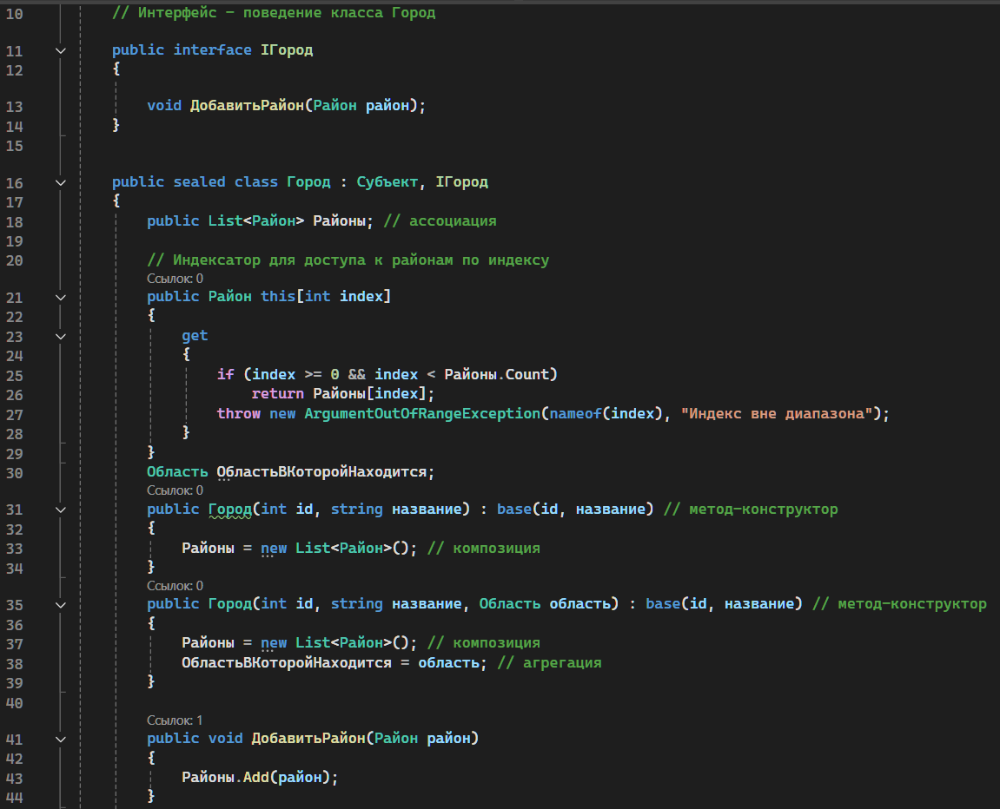 10 // Интерфейс - поведение класса Город
11 public interface IГород
12 {
13 void ДобавитьРайон(Район район);
14 }
15
16 public sealed class Город : Субъект, IГород
17 {
18 public List<Район> Районы; // ассоциация
19
20 // Индексатор для доступа к районам по индексу
Ссылок: 0
21 public Район this[int index]
22 {
23 get
24 {
25 if (index >= 0 && index < Районы.Count)
26 return Районы[index];
27 throw new ArgumentOutOfRangeException(nameof(index), "Индекс вне диапазона");
28 }
29 }
30 Область ОбластьВКоторойНаходится;
Ссылок: 0
31 public Город(int id, string название) : base(id, название) // метод-конструктор
32 {
33 Районы = new List<Район>(); // композиция
34 }
Ссылок: 0
35 public Город(int id, string название, Область область) : base(id, название) // метод-конструктор
36 {
37 Районы = new List<Район>(); // композиция
38 ОбластьВКоторойНаходится = область; // агрегация
39 }
40
Ссылок: 1
41 public void ДобавитьРайон(Район район)
42 {
43 Районы.Add(район);
44 }